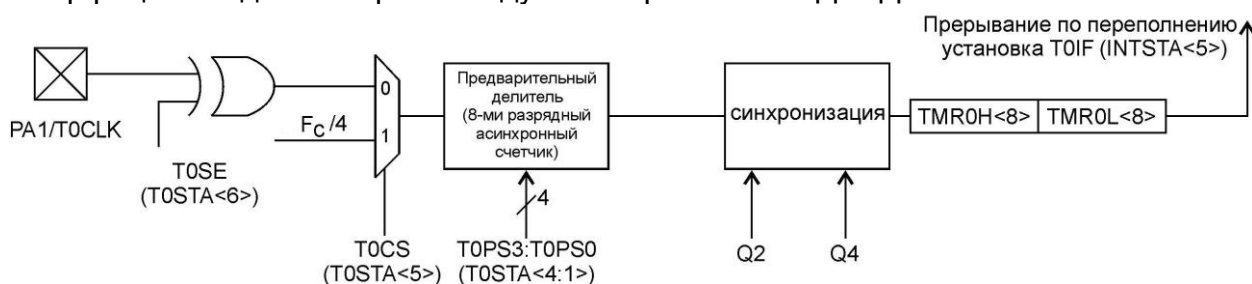 Прерывание по переполнению
установка T0IF (INTSTA<5>)
PA1/T0CLK
T0SE
(T0STA<6>)
FC/4
0
1
T0CS
(T0STA<5>)
Предварительный
делитель
(8-ми разрядный
асинхронный
счетчик)
4
T0PS3:T0PS0
(T0STA<4:1>)
синхронизация
Q2
Q4
TMR0H<8>
TMR0L<8>